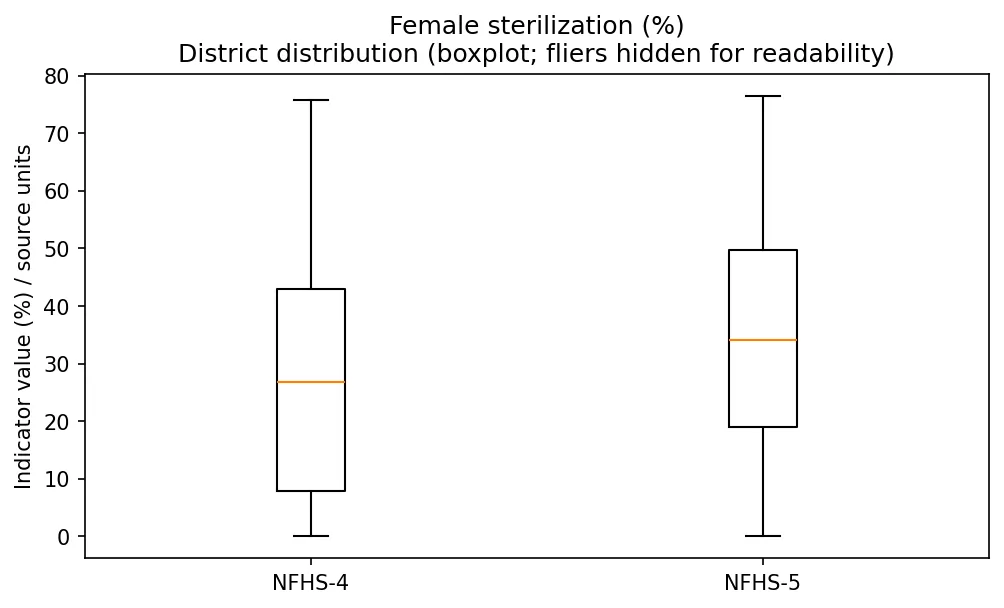 Female sterilization (%)
District distribution (boxplot; fliers hidden for readability)
Indicator value (%) / source units
80
70
60
50
40
30
20
10
0
NFHS-4
NFHS-5